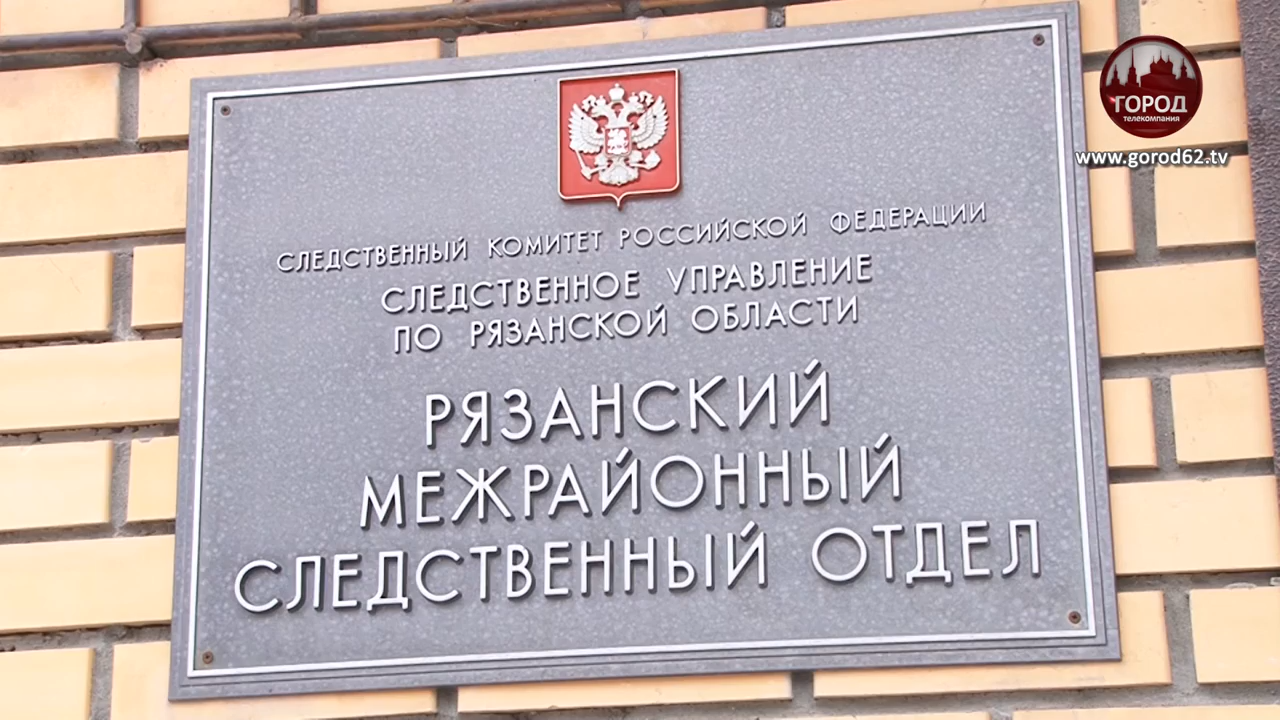 СЛЕДСТВЕННЫЙ КОМИТЕТ РОССИЙСКОЙ ФЕДЕРАЦИИ
СЛЕДСТВЕННОЕ УПРАВЛЕНИЕ
ПО РЯЗАНСКОЙ ОБЛАСТИ
РЯЗАНСКИЙ
МЕЖРАЙОННЫЙ
СЛЕДСТВЕННЫЙ ОТДЕЛ
ГОРОД
телекомпания
www.gorod62.tv